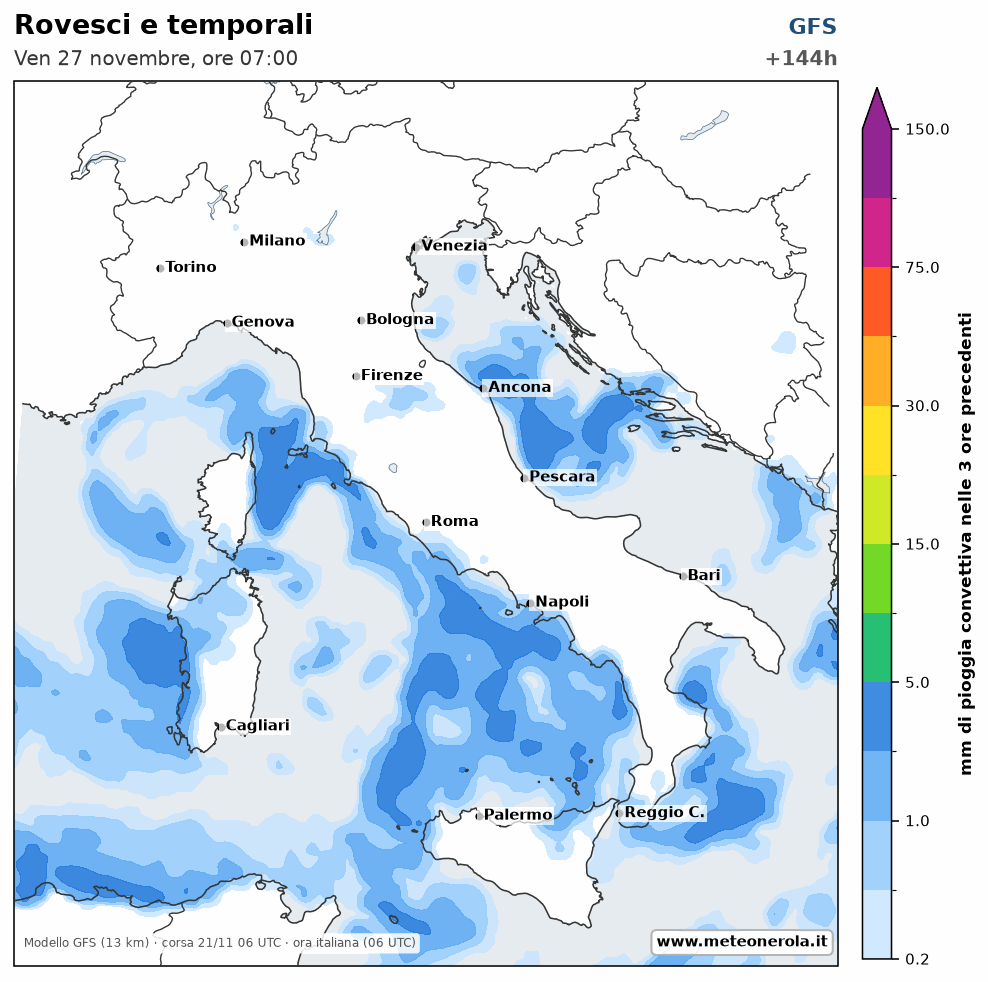 Rovesci e temporali
GFS
Ven 27 novembre, ore 07:00
+144h
150.0
75.0
30.0
15.0
5.0
1.0
0.2
mm di pioggia convettiva nelle 3 ore precedenti
Venezia
Milano
Torino
Bologna
Genova
Firenze
Ancona
Pescara
Roma
Bari
Napoli
Cagliari
Palermo
Reggio C.
Modello GFS (13 km) · corsa 21/11 06 UTC · ora italiana (06 UTC)
www.meteonerola.it